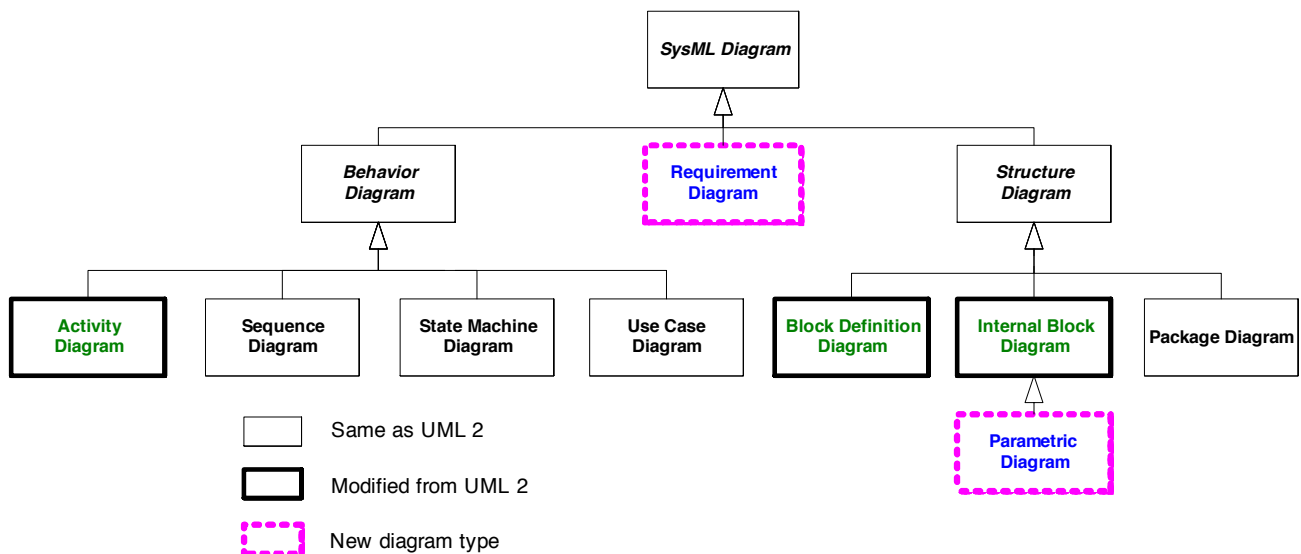 SysML Diagram
Behavior
Diagram
Requirement
Diagram
Structure
Diagram
Activity
Diagram
Sequence
Diagram
State Machine
Diagram
Use Case
Diagram
Block Definition
Diagram
Internal Block
Diagram
Package Diagram
Parametric
Diagram
Same as UML 2
Modified from UML 2
New diagram type